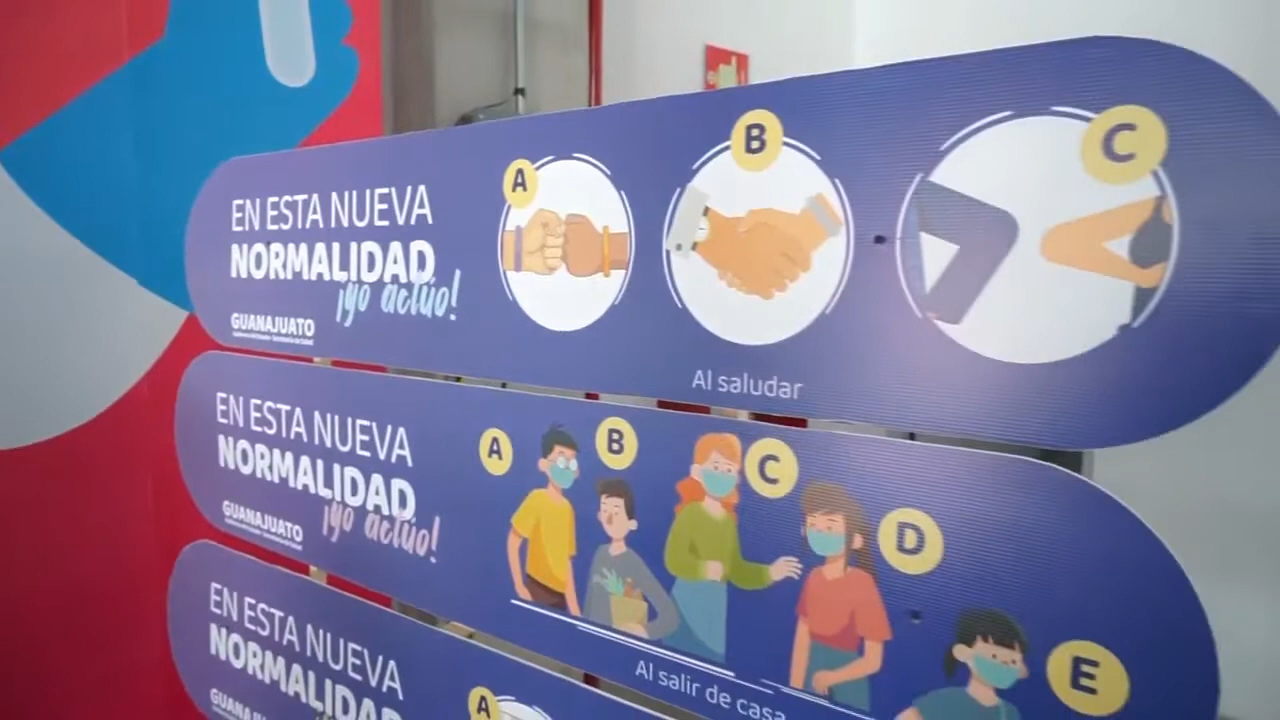 EN ESTA NUEVA
NORMALIDAD
¡yo actúo!
GUANAJUATO
A
B
C
Al saludar
EN ESTA NUEVA
NORMALIDAD
¡yo actúo!
GUANAJUATO
A
B
C
D
E
Al salir de casa
EN ESTA NUEVA
NORMALIDAD
GUANAJUATO
A